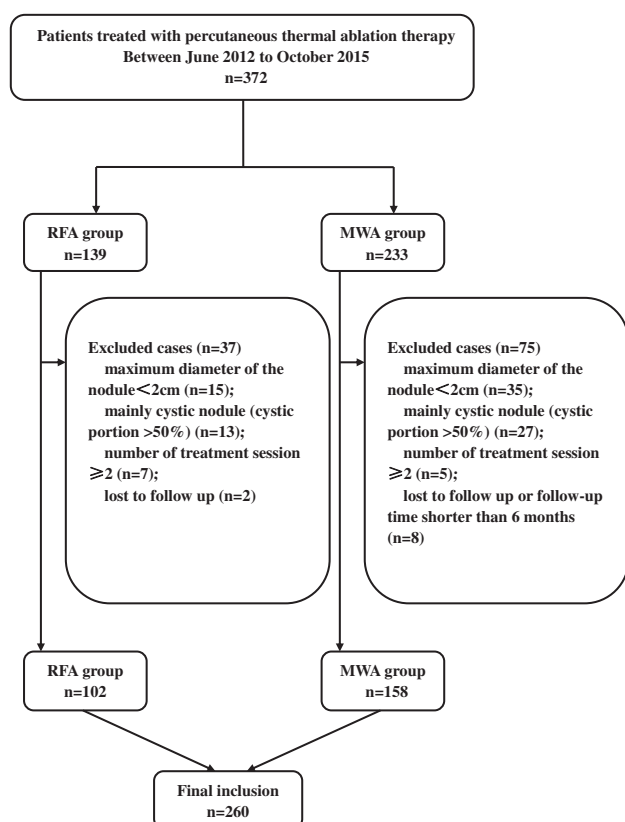 Patients treated with percutaneous thermal ablation therapy
Between June 2012 to October 2015
n=372
RFA group
n=139
MWA group
n=233
Excluded cases (n=37)
maximum diameter of the
nodule<2cm (n=15);
mainly cystic nodule (cystic
portion >50%) (n=13);
number of treatment session
⩾2 (n=7);
lost to follow up (n=2)
Excluded cases (n=75)
maximum diameter of the
nodule<2cm (n=35);
mainly cystic nodule (cystic
portion >50%) (n=27);
number of treatment session
⩾2 (n=5);
lost to follow up or follow-up
time shorter than 6 months
(n=8)
RFA group
n=102
MWA group
n=158
Final inclusion
n=260